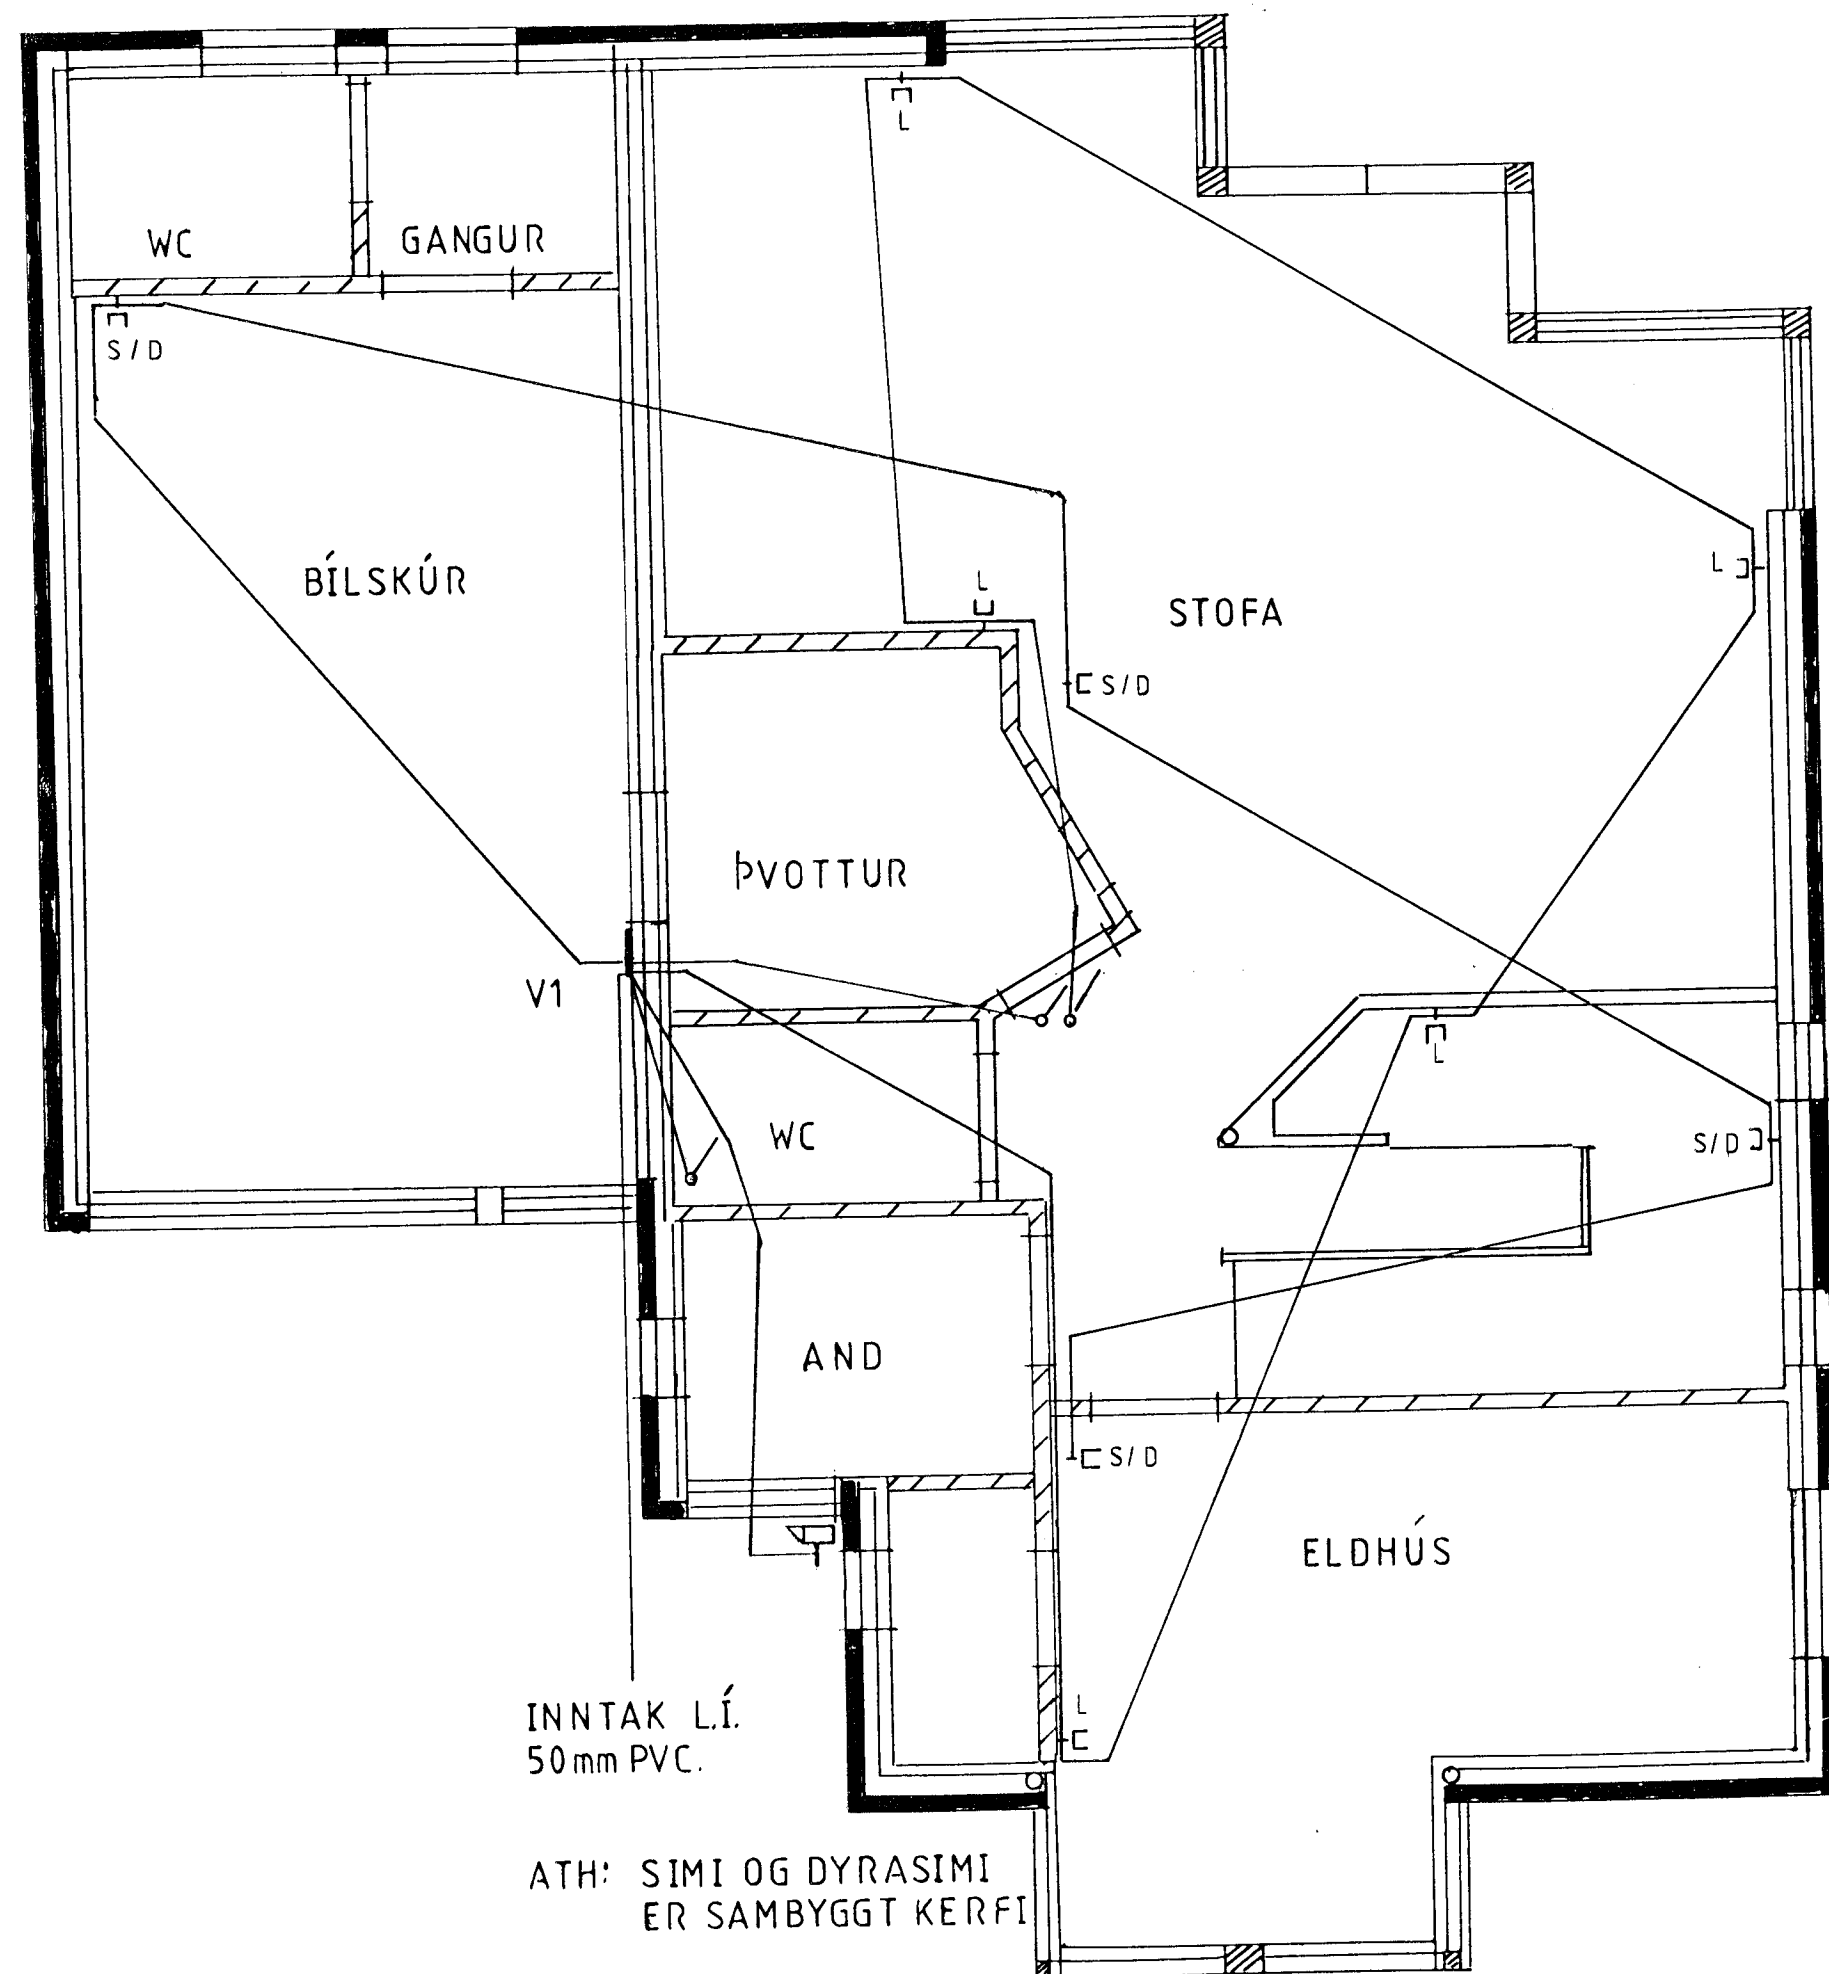 L
WC
GANGUR
S/D
BÍLSKÚR
L
L
STOFA
S/D
ÞVOTTUR
V1
L
WC
S/D
AND
S/D
ELDHÚS
L
INNTAK L.Í.
50mm PVC.
ATH: SIMI OG DYRASIMI
ER SAMBYGGT KERFI